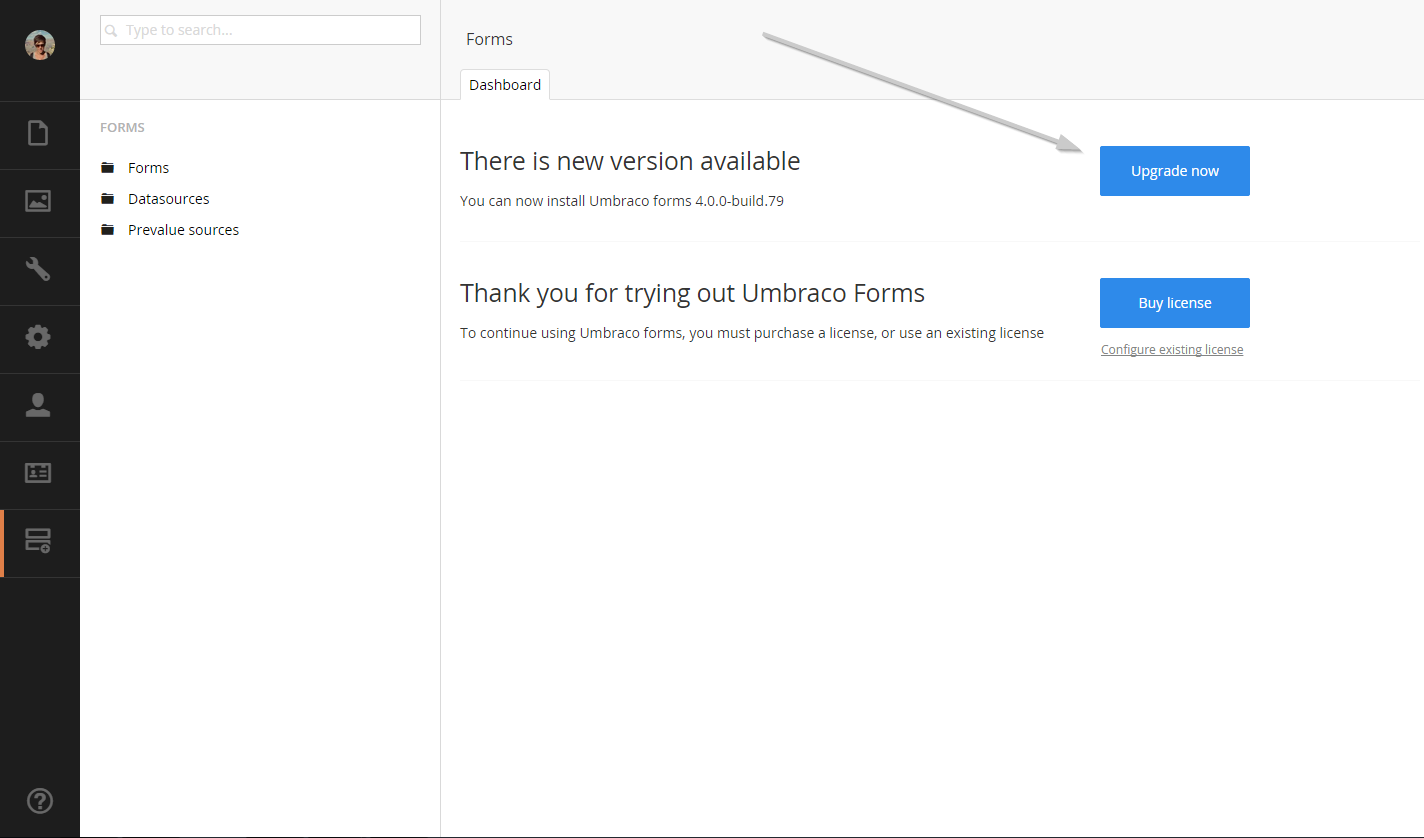 Type to search...
FORMS
Forms
Datasources
Prevalue sources
Forms
Dashboard
There is new version available
You can now install Umbraco forms 4.0.0-build.79
Upgrade now
Thank you for trying out Umbraco Forms
To continue using Umbraco forms, you must purchase a license, or use an existing license
Buy license
Configure existing license